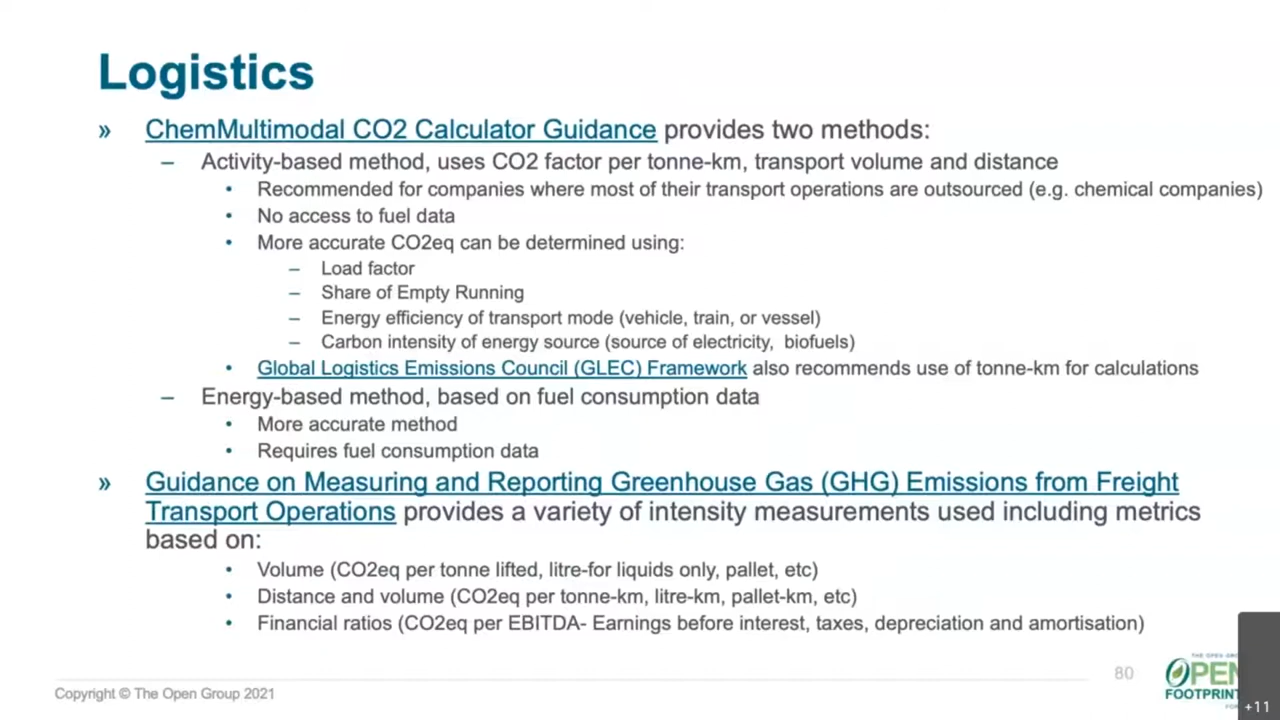 Logistics
» ChemMultimodal CO2 Calculator Guidance provides two methods:
– Activity-based method, uses CO2 factor per tonne-km, transport volume and distance
• Recommended for companies where most of their transport operations are outsourced (e.g. chemical companies)
• No access to fuel data
• More accurate CO2eq can be determined using:
– Load factor
– Share of Empty Running
– Energy efficiency of transport mode (vehicle, train, or vessel)
– Carbon intensity of energy source (source of electricity, biofuels)
• Global Logistics Emissions Council (GLEC) Framework also recommends use of tonne-km for calculations
– Energy-based method, based on fuel consumption data
• More accurate method
• Requires fuel consumption data
» Guidance on Measuring and Reporting Greenhouse Gas (GHG) Emissions from Freight
Transport Operations provides a variety of intensity measurements used including metrics
based on:
• Volume (CO2eq per tonne lifted, litre-for liquids only, pallet, etc)
• Distance and volume (CO2eq per tonne-km, litre-km, pallet-km, etc)
• Financial ratios (CO2eq per EBITDA- Earnings before interest, taxes, depreciation and amortisation)
80
THE OPEN GRO
OPEN
FOOTPRINT
+11
Copyright © The Open Group 2021